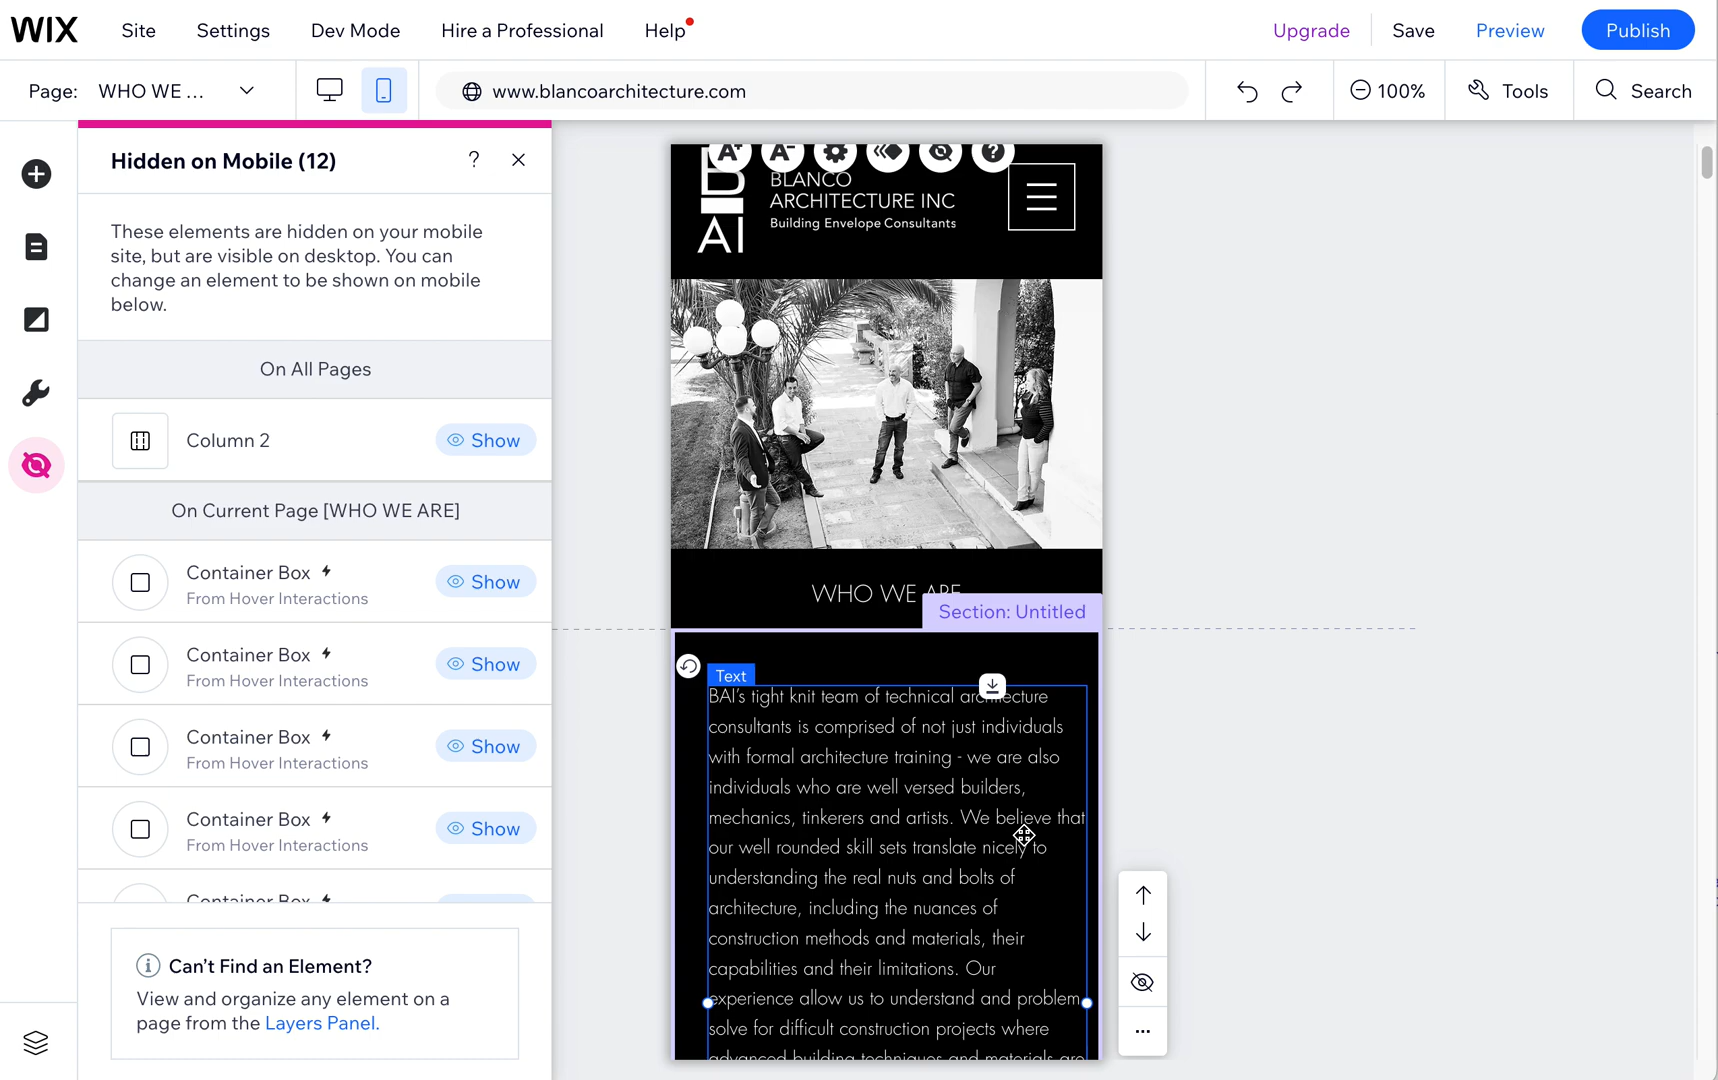 WIX
Site
Settings
Dev Mode
Hire a Professional
Help
Upgrade
Save
Preview
Publish
Page:
WHO WE ...
www.blancoarchitecture.com
100%
Tools
Search
Hidden on Mobile (12)
?
These elements are hidden on your mobile
site, but are visible on desktop. You can
change an element to be shown on mobile
below.
On All Pages
Column 2
Show
On Current Page [WHO WE ARE]
Container Box
From Hover Interactions
Show
Container Box
From Hover Interactions
Show
Container Box
From Hover Interactions
Show
Container Box
From Hover Interactions
Show
Container Box
Can't Find an Element?
View and organize any element on a
page from the Layers Panel.
A+
A-
?
BAI
BLANCO
ARCHITECTURE INC
Building Envelope Consultants
WHO WE ARE
Section: Untitled
Text
BAI's tight knit team of technical architecture
consultants is comprised of not just individuals
with formal architecture training - we are also
individuals who are well versed builders,
mechanics, tinkerers and artists. We believe that
our well rounded skill sets translate nicely to
understanding the real nuts and bolts of
architecture, including the nuances of
construction methods and materials, their
capabilities and their limitations. Our
experience allow us to understand and problem
solve for difficult construction projects where
advanced building techniques and materials are